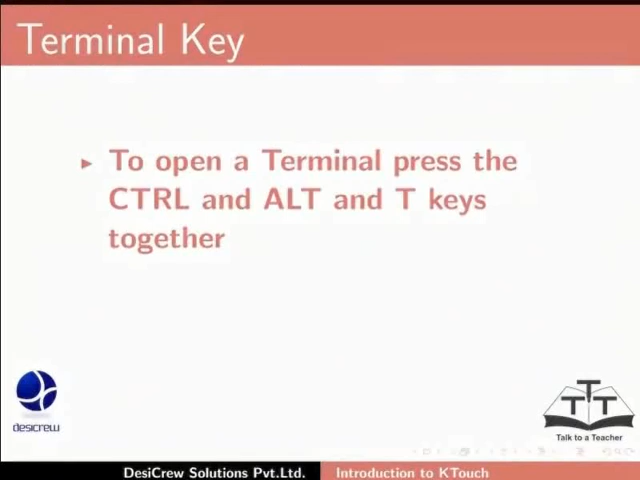 Terminal Key
To open a Terminal press the
CTRL and ALT and T keys
together
desicrew
T T T
Talk to a Teacher
DesiCrew Solutions Pvt.Ltd. Introduction to KTouch